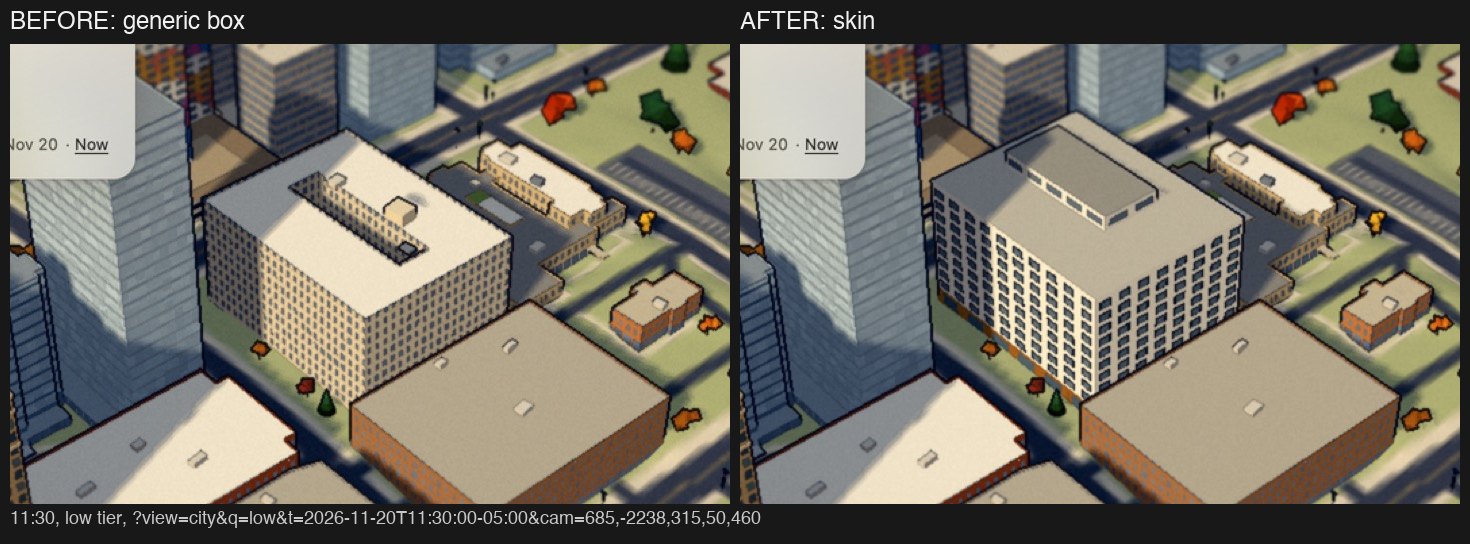 BEFORE: generic box
AFTER: skin
Nov 20 · Now
Nov 20 · Now
11:30, low tier, ?view=city&q=low&t=2026-11-20T11:30:00-05:00&cam=685,-2238,315,50,460